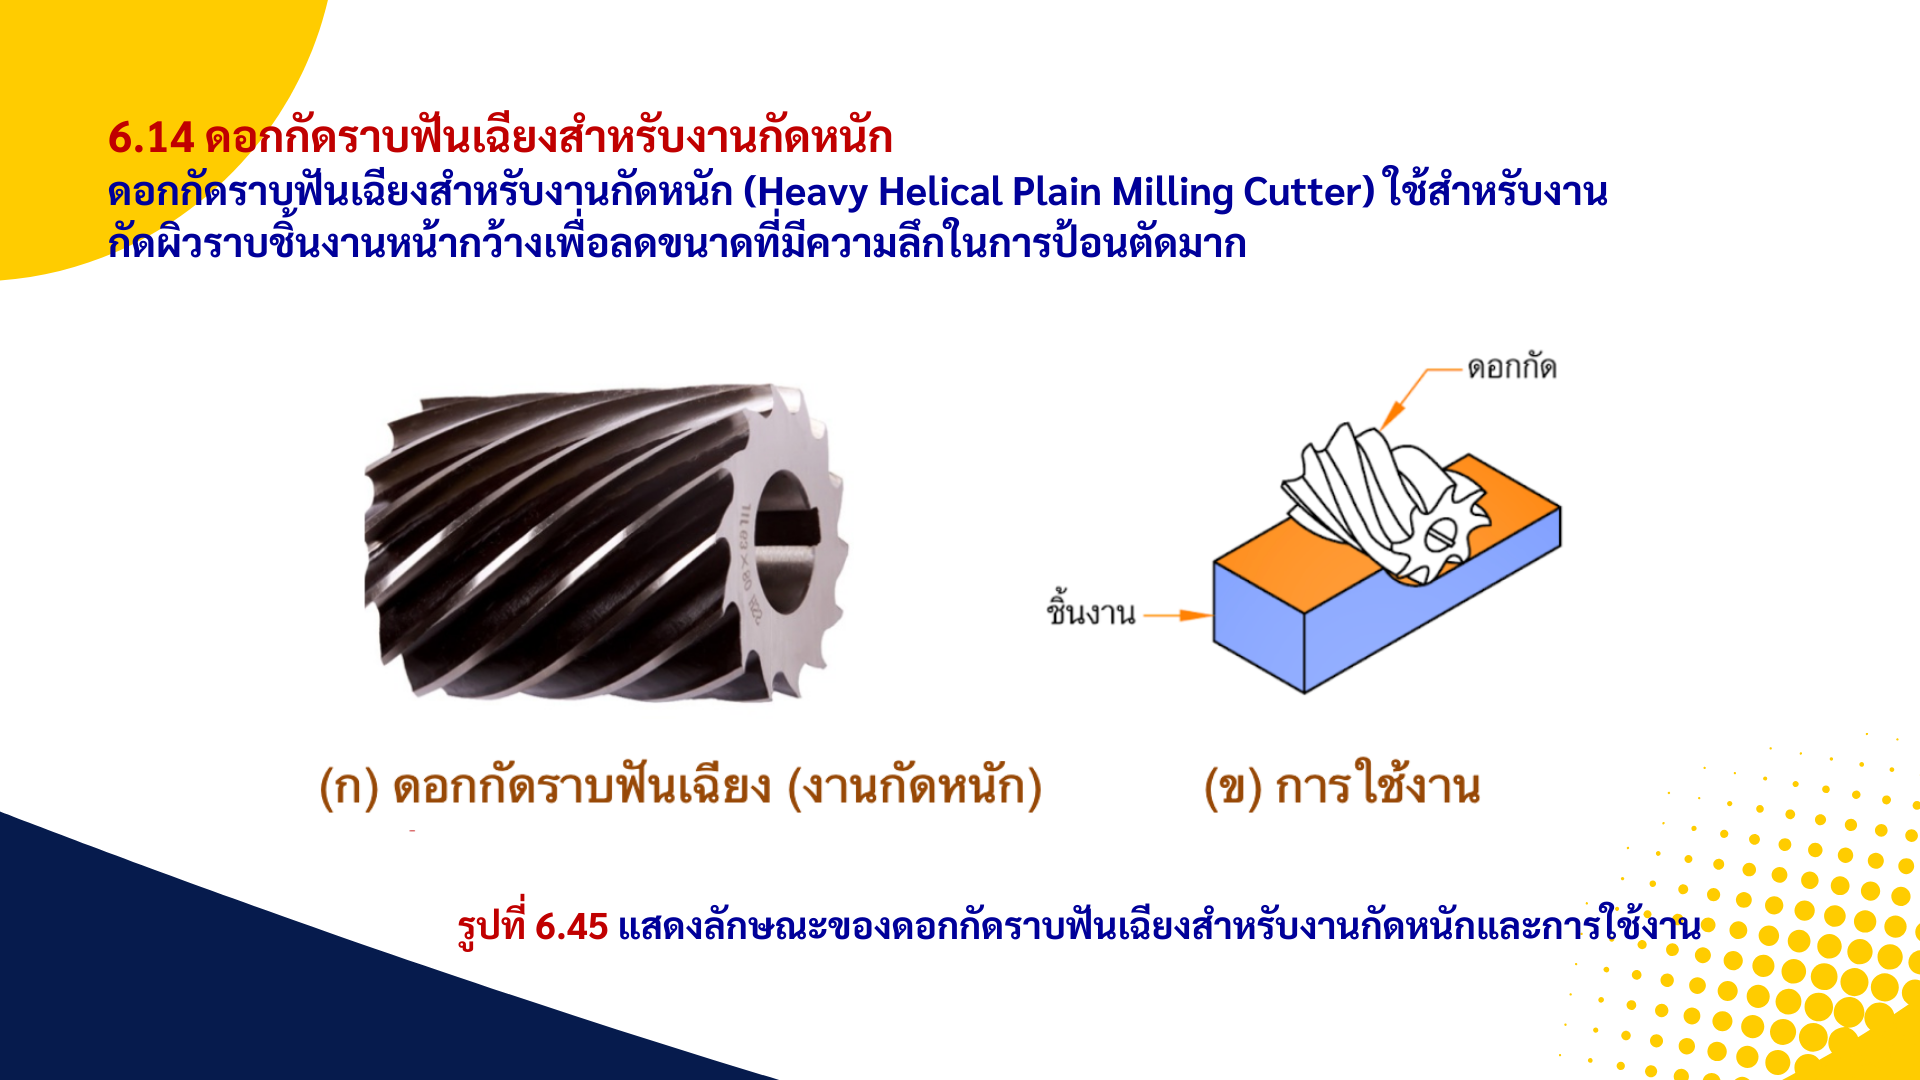 6.14 ดอกกัดราบฟันเฉียงสำหรับงานกัดหนัก
ดอกกัดราบฟันเฉียงสำหรับงานกัดหนัก (Heavy Helical Plain Milling Cutter) ใช้สำหรับงาน
กัดผิวราบชิ้นงานหน้ากว้างเพื่อลดขนาดที่มีความลึกในการป้อนตัดมาก
ดอกกัด
63×80
ชิ้นงาน
(ก) ดอกกัดราบฟันเฉียง (งานกัดหนัก)
(ข) การใช้งาน
รูปที่ 6.45 แสดงลักษณะของดอกกัดราบฟันเฉียงสำหรับงานกัดหนักและการใช้งาน